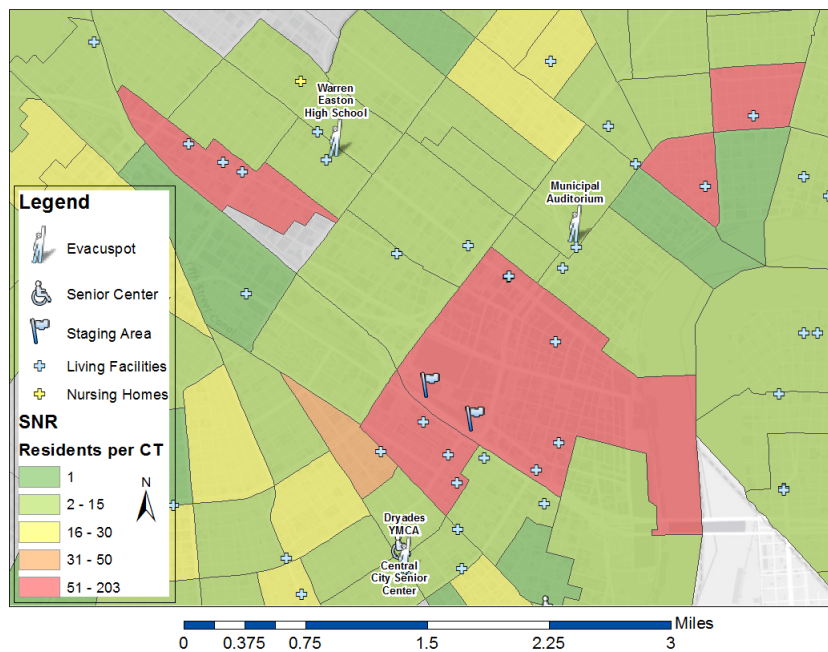 Warren
Easton
High School
Municipal
Auditorium
Legend
Evacuspot
Senior Center
Staging Area
Living Facilities
Nursing Homes
SNR
Residents per CT
1
2 - 15
16 - 30
31 - 50
51 - 203
N
Dryades
YMCA
Central
City Senior
Center
Miles
0 0.375 0.75 1.5 2.25 3